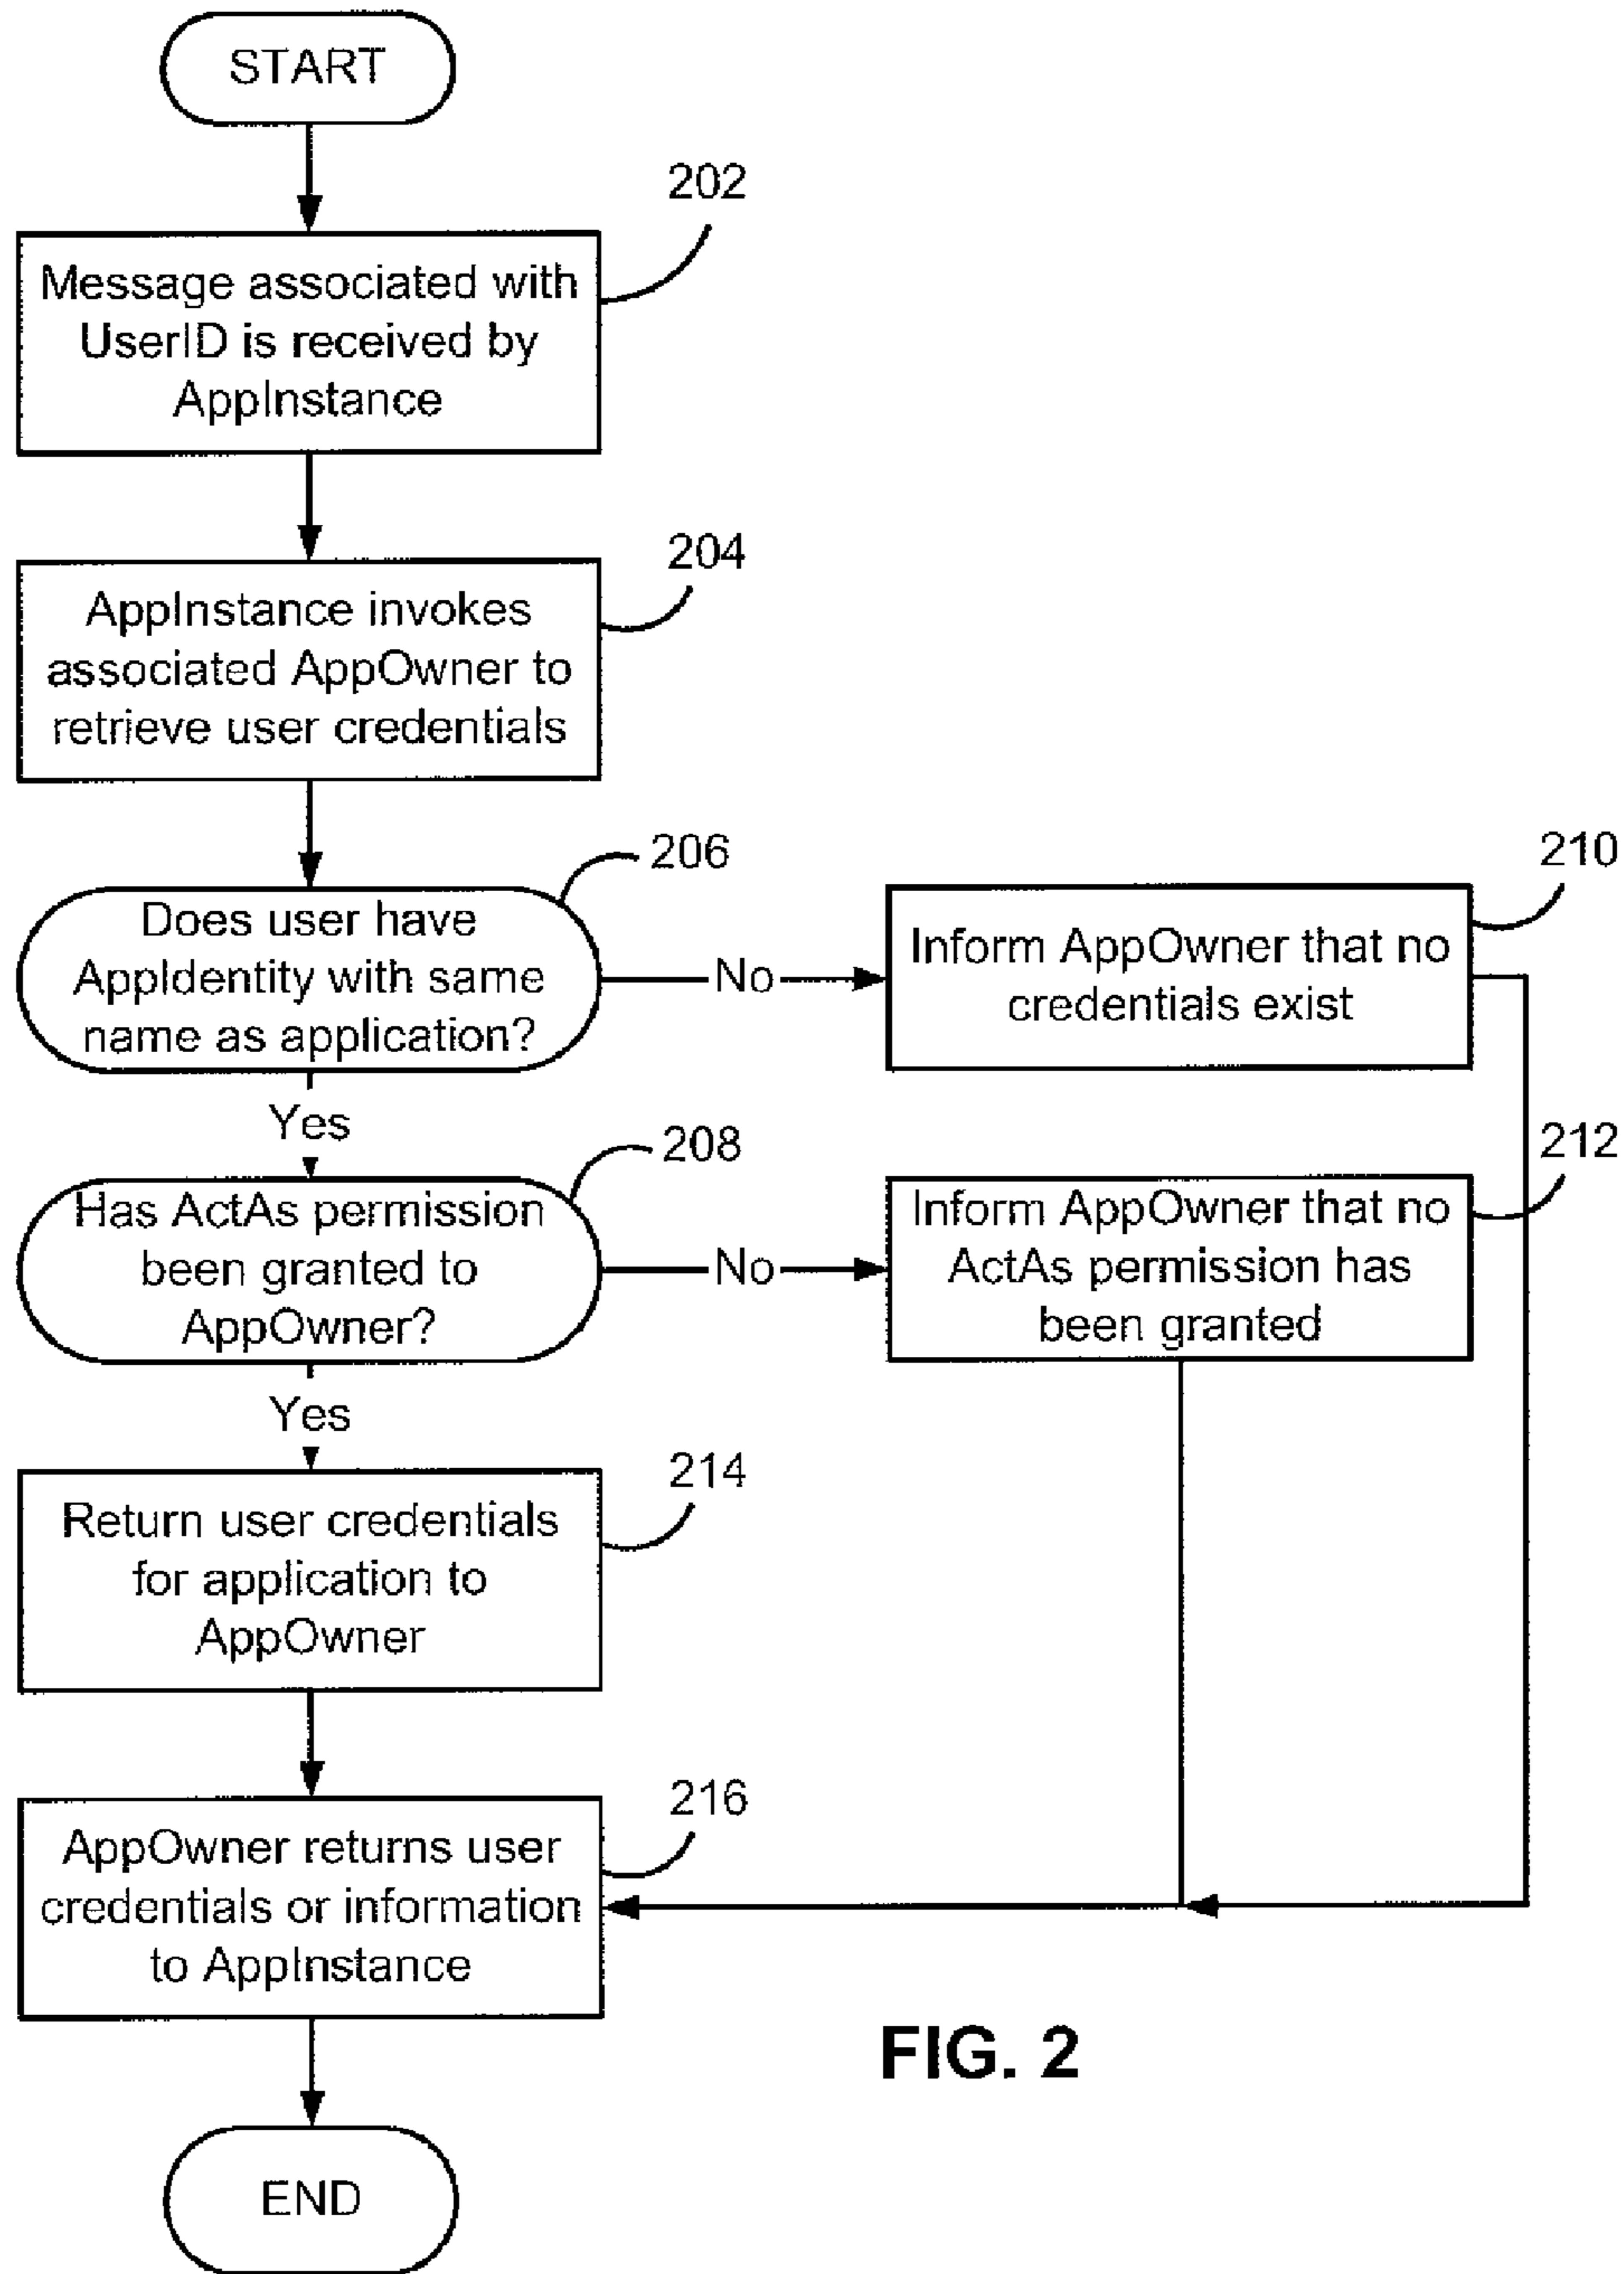 START
202
Message associated with
UserID is received by
AppInstance
204
AppInstance invokes
associated AppOwner to
retrieve user credentials
206
Does user have
AppIdentity with same
name as application?
No
210
Inform AppOwner that no
credentials exist
Yes
208
Has ActAs permission
been granted to
AppOwner?
No
212
Inform AppOwner that no
ActAs permission has
been granted
Yes
214
Return user credentials
for application to
AppOwner
216
AppOwner returns user
credentials or information
to AppInstance
FIG. 2
END